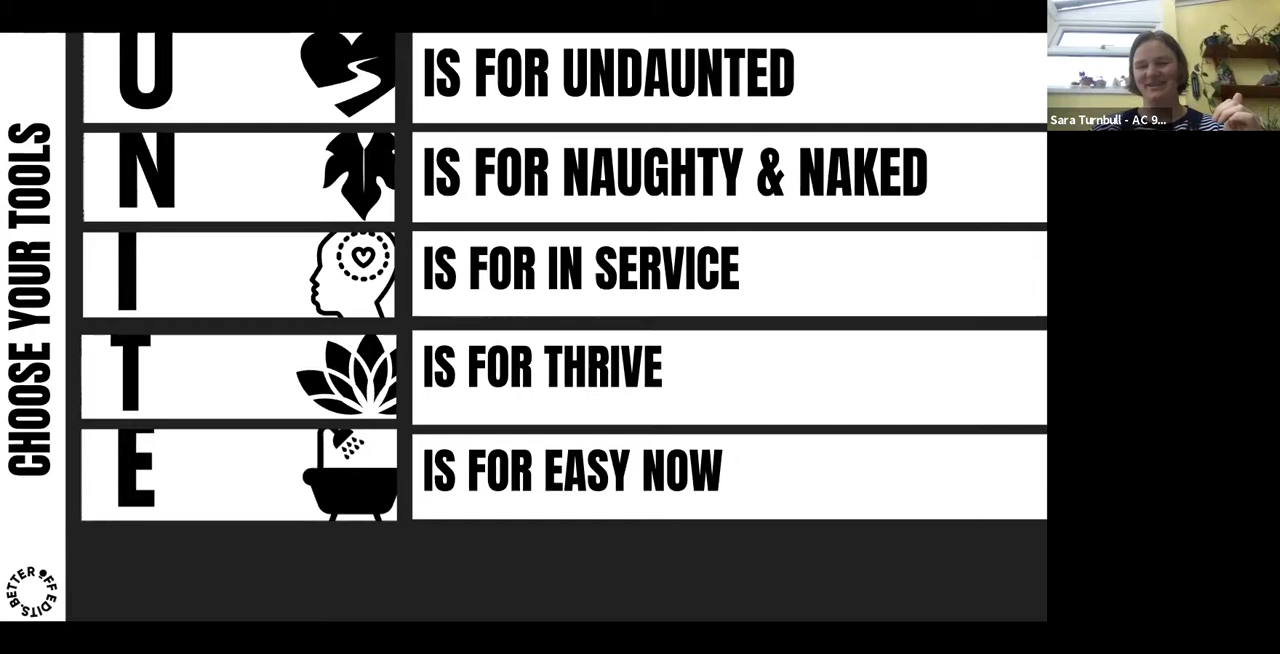 CHOOSE YOUR TOOLS
U
IS FOR UNDAUNTED
N
IS FOR NAUGHTY & NAKED
I
IS FOR IN SERVICE
T
IS FOR THRIVE
E
IS FOR EASY NOW
BETTER OFF EDITS.
Sara Turnbull - AC 9...